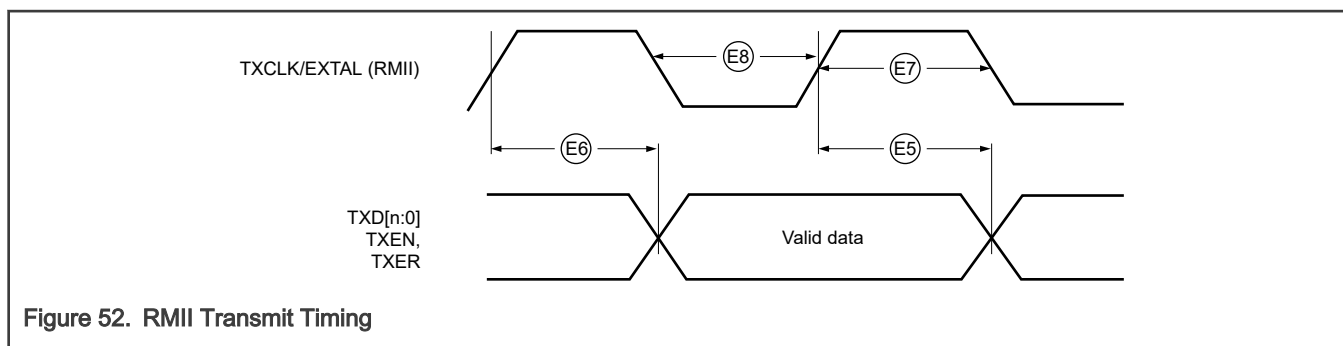 TXCLK/EXTAL (RMII)
E8
E7
E6
E5
TXD[n:0]
TXEN,
TXER
Valid data
Figure 52. RMII Transmit Timing